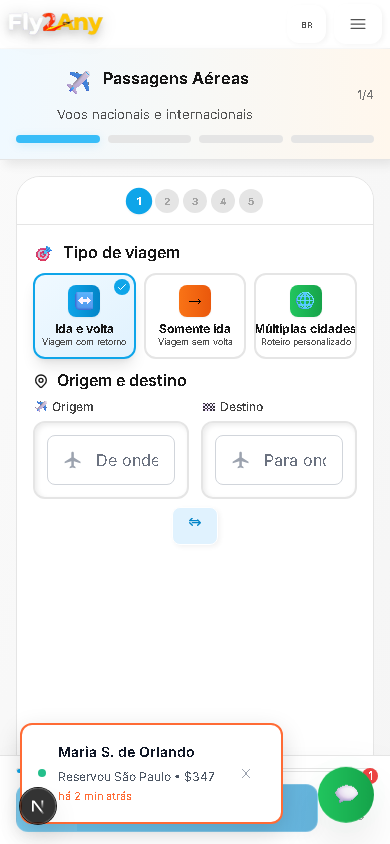 Fly2Any
BR
Passagens Aéreas
Voos nacionais e internacionais
1/4
1 2 3 4 5
Tipo de viagem
Ida e volta
Viagem com retorno
Somente ida
Viagem sem volta
Múltiplas cidades
Roteiro personalizado
Origem e destino
Origem
Destino
De onde
Para ond
Maria S. de Orlando
Reservou São Paulo • $347
há 2 min atrás
N
1